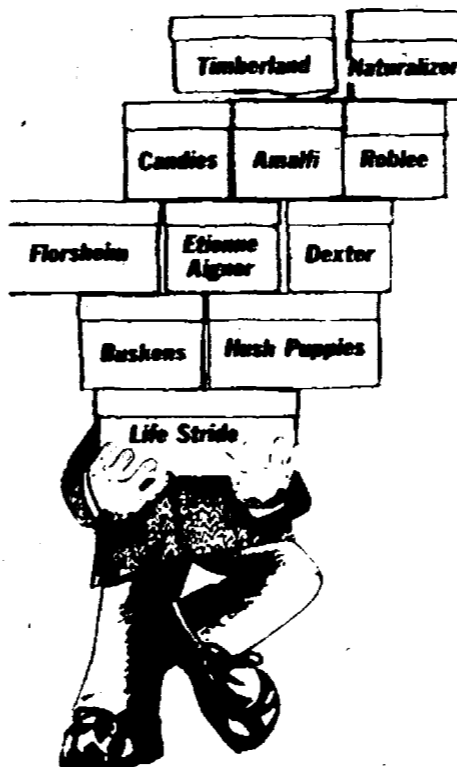 Timberland
Naturalizer
Candies
Amalfi
Roblee
Florsheim
Etienne
Aigner
Dexter
Buskens
Hush Puppies
Life Stride